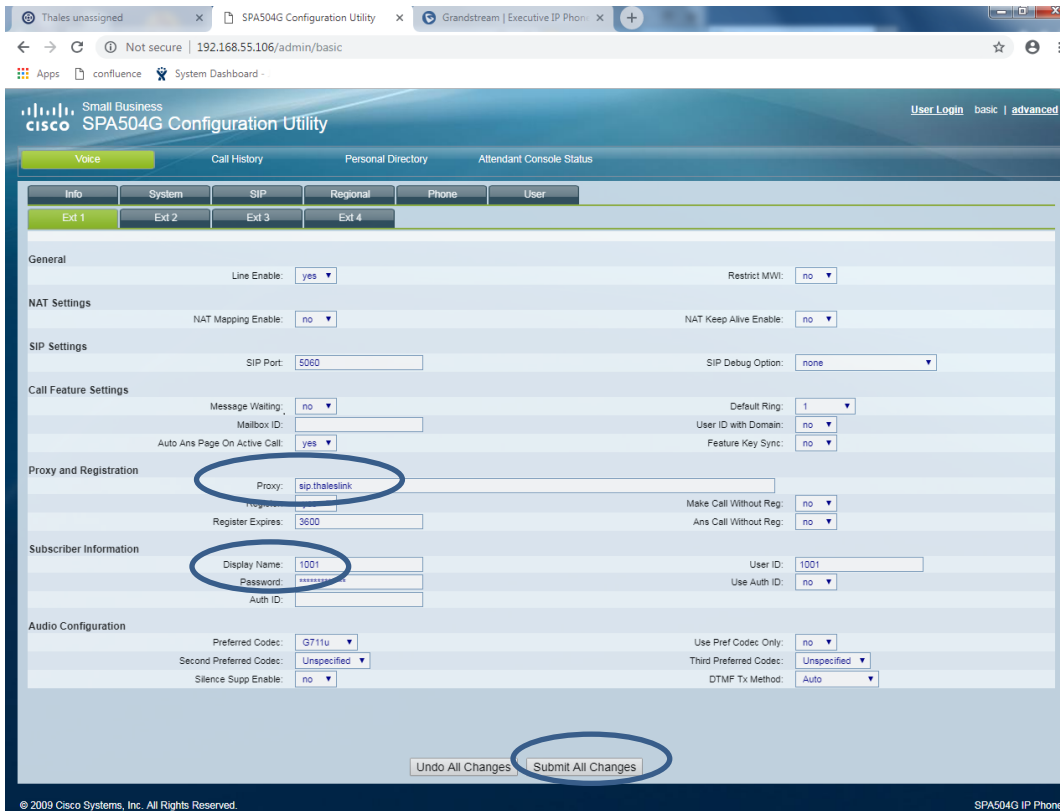 Thales unassigned × SPA504G Configuration Utility × Grandstream | Executive IP Phone × +
Not secure | 192.168.55.106/admin/basic
Apps confluence System Dashboard -
Small Business
cisco SPA504G Configuration Utility
User Login basic | advanced
Voice Call History Personal Directory Attendant Console Status
Info System SIP Regional Phone User
Ext 1 Ext 2 Ext 3 Ext 4
General
Line Enable: yes Restrict MWI: no
NAT Settings
NAT Mapping Enable: no NAT Keep Alive Enable: no
SIP Settings
SIP Port: 5060 SIP Debug Option: none
Call Feature Settings
Message Waiting: no Default Ring: 1
Mailbox ID: User ID with Domain: no
Auto Ans Page On Active Call: yes Feature Key Sync: no
Proxy and Registration
Proxy: sip.thaleslink
Register: yes Make Call Without Reg: no
Register Expires: 3600 Ans Call Without Reg: no
Subscriber Information
Display Name: 1001 User ID: 1001
Password: ************* Use Auth ID: no
Auth ID:
Audio Configuration
Preferred Codec: G711u Use Pref Codec Only: no
Second Preferred Codec: Unspecified Third Preferred Codec: Unspecified
Silence Supp Enable: no DTMF Tx Method: Auto
Undo All Changes Submit All Changes
© 2009 Cisco Systems, Inc. All Rights Reserved. SPA504G IP Phone